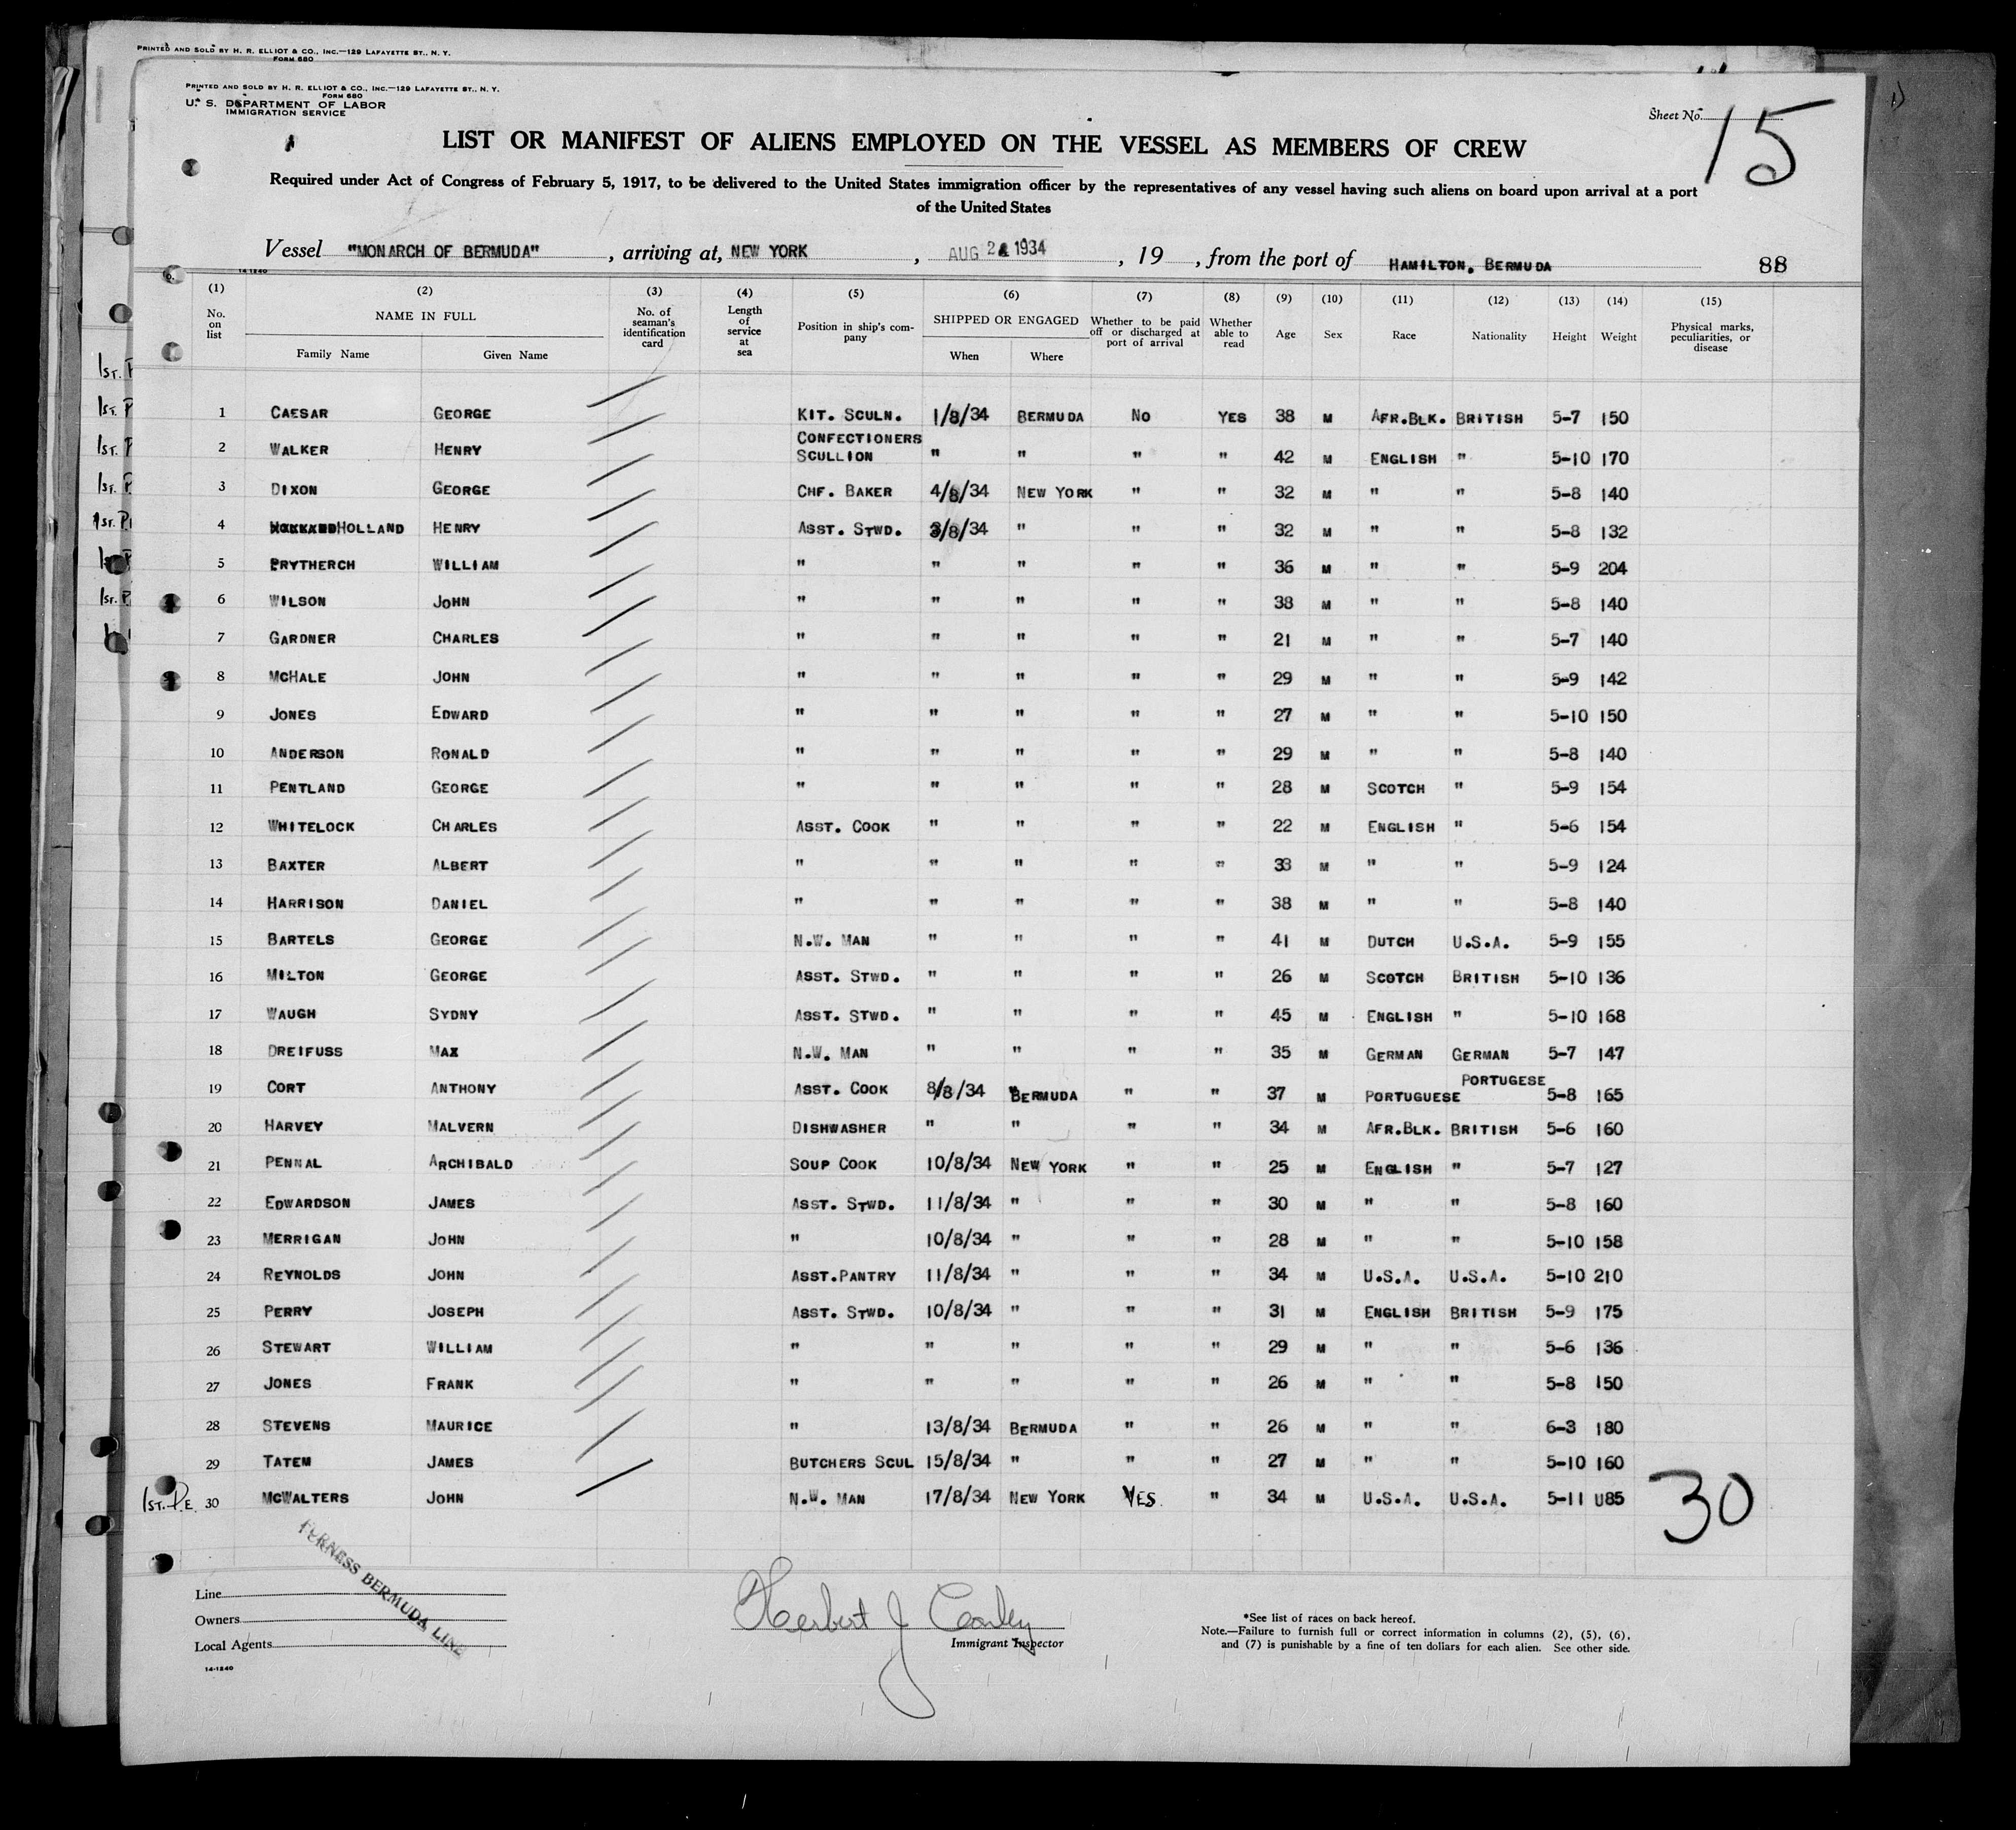 PRINTED AND SOLD BY H. R. ELLIOT & CO., INC.—129 LAFAYETTE ST., N. Y.
FORM 680
PRINTED AND SOLD BY H. R. ELLIOT & CO., INC.—129 LAFAYETTE ST., N. Y.
FORM 680
U. S. DEPARTMENT OF LABOR
IMMIGRATION SERVICE
Sheet No. 15
LIST OR MANIFEST OF ALIENS EMPLOYED ON THE VESSEL AS MEMBERS OF CREW
Required under Act of Congress of February 5, 1917, to be delivered to the United States immigration officer by the representatives of any vessel having such aliens on board upon arrival at a port
of the United States
Vessel "MONARCH OF BERMUDA", arriving at, NEW YORK, AUG 1934, 19 , from the port of HAMILTON, BERMUDA 88
14-1240
(1) No. on list (2) NAME IN FULL Family Name Given Name (3) No. of seaman's identification card (4) Length of service at sea (5) Position in ship's company (6) SHIPPED OR ENGAGED When Where (7) Whether to be paid off or discharged at port of arrival (8) Whether able to read (9) Age (10) Sex (11) Race (12) Nationality (13) Height (14) Weight (15) Physical marks, peculiarities, or disease
1 CAESAR GEORGE KIT. SCULN. 1/8/34 BERMUDA NO YES 38 M AFR.BLK. BRITISH 5-7 150
2 WALKER HENRY CONFECTIONERS SCULLION " " " " 42 M ENGLISH " 5-10 170
3 DIXON GEORGE CHF. BAKER 4/8/34 NEW YORK " " 32 M " " 5-8 140
4 HOLLAND HENRY ASST. STWD. 3/8/34 " " " 32 M " " 5-8 132
5 PRYTHERCH WILLIAM " " " " " 36 M " " 5-9 204
6 WILSON JOHN " " " " " 38 M " " 5-8 140
7 GARDNER CHARLES " " " " " 21 M " " 5-7 140
8 MCHALE JOHN " " " " " 29 M " " 5-9 142
9 JONES EDWARD " " " " " 27 M " " 5-10 150
10 ANDERSON RONALD " " " " " 29 M " " 5-8 140
11 PENTLAND GEORGE " " " " " 28 M SCOTCH " 5-9 154
12 WHITELOCK CHARLES ASST. COOK " " " " 22 M ENGLISH " 5-6 154
13 BAXTER ALBERT " " " " " 33 M " " 5-9 124
14 HARRISON DANIEL " " " " " 38 M " " 5-8 140
15 BARTELS GEORGE N.W. MAN " " " " 41 M DUTCH U.S.A. 5-9 155
16 MILTON GEORGE ASST. STWD. " " " " 26 M SCOTCH BRITISH 5-10 136
17 WAUGH SYDNY ASST. STWD. " " " " 45 M ENGLISH " 5-10 168
18 DREIFUSS MAX N.W. MAN " " " " 35 M GERMAN GERMAN 5-7 147
19 CORT ANTHONY ASST. COOK 8/8/34 BERMUDA " " 37 M PORTUGUESE PORTUGESE 5-8 165
20 HARVEY MALVERN DISHWASHER " " " " 34 M AFR.BLK. BRITISH 5-6 160
21 PENNAL ARCHIBALD SOUP COOK 10/8/34 NEW YORK " " 25 M ENGLISH " 5-7 127
22 EDWARDSON JAMES ASST. STWD. 11/8/34 " " " 30 M " " 5-8 160
23 MERRIGAN JOHN " 10/8/34 " " " 28 M " " 5-10 158
24 REYNOLDS JOHN ASST.PANTRY 11/8/34 " " " 34 M U.S.A. U.S.A. 5-10 210
25 PERRY JOSEPH ASST. STWD. 10/8/34 " " " 31 M ENGLISH BRITISH 5-9 175
26 STEWART WILLIAM " " " " " 29 M " " 5-6 136
27 JONES FRANK " " " " " 26 M " " 5-8 150
28 STEVENS MAURICE " 13/8/34 BERMUDA " " 26 M " " 6-3 180
29 TATEM JAMES BUTCHERS SCUL 15/8/34 " " " 27 M " " 5-10 160
1ST. P.E. 30 MCWALTERS JOHN N.W. MAN 17/8/34 NEW YORK YES " 34 M U.S.A. U.S.A. 5-11 U85
30
FURNESS BERMUDA LINE
Line
Owners
Local Agents
14-1240
Herbert J
Immigrant Inspector
*See list of races on back hereof.
Note.—Failure to furnish full or correct information in columns (2), (5), (6),
and (7) is punishable by a fine of ten dollars for each alien. See other side.